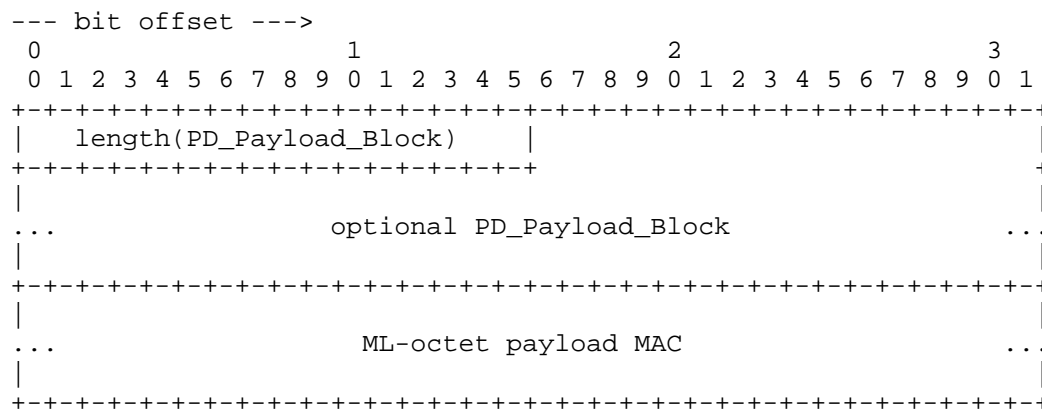 --- bit offset --->
 0                   1                   2                   3
 0 1 2 3 4 5 6 7 8 9 0 1 2 3 4 5 6 7 8 9 0 1 2 3 4 5 6 7 8 9 0 1
+-+-+-+-+-+-+-+-+-+-+-+-+-+-+-+-+-+-+-+-+-+-+-+-+-+-+-+-+-+-+-+-+
|   length(PD_Payload_Block)    |                               |
+-+-+-+-+-+-+-+-+-+-+-+-+-+-+-+-+                               +
|                                                               |
...                 optional PD_Payload_Block                 ...
|                                                               |
+-+-+-+-+-+-+-+-+-+-+-+-+-+-+-+-+-+-+-+-+-+-+-+-+-+-+-+-+-+-+-+-+
|                                                               |
...                   ML-octet payload MAC                    ...
|                                                               |
+-+-+-+-+-+-+-+-+-+-+-+-+-+-+-+-+-+-+-+-+-+-+-+-+-+-+-+-+-+-+-+-+